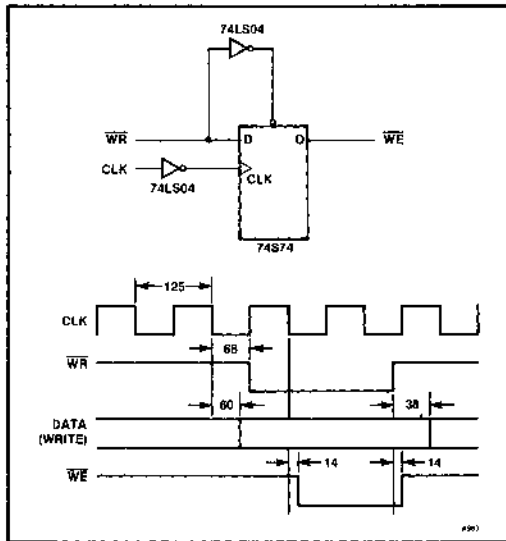 74LS04
WR
D
Q
WE
CLK
CLK
74LS04
74S74
125
CLK
68
WR
60
38
DATA
(WRITE)
14
14
WE